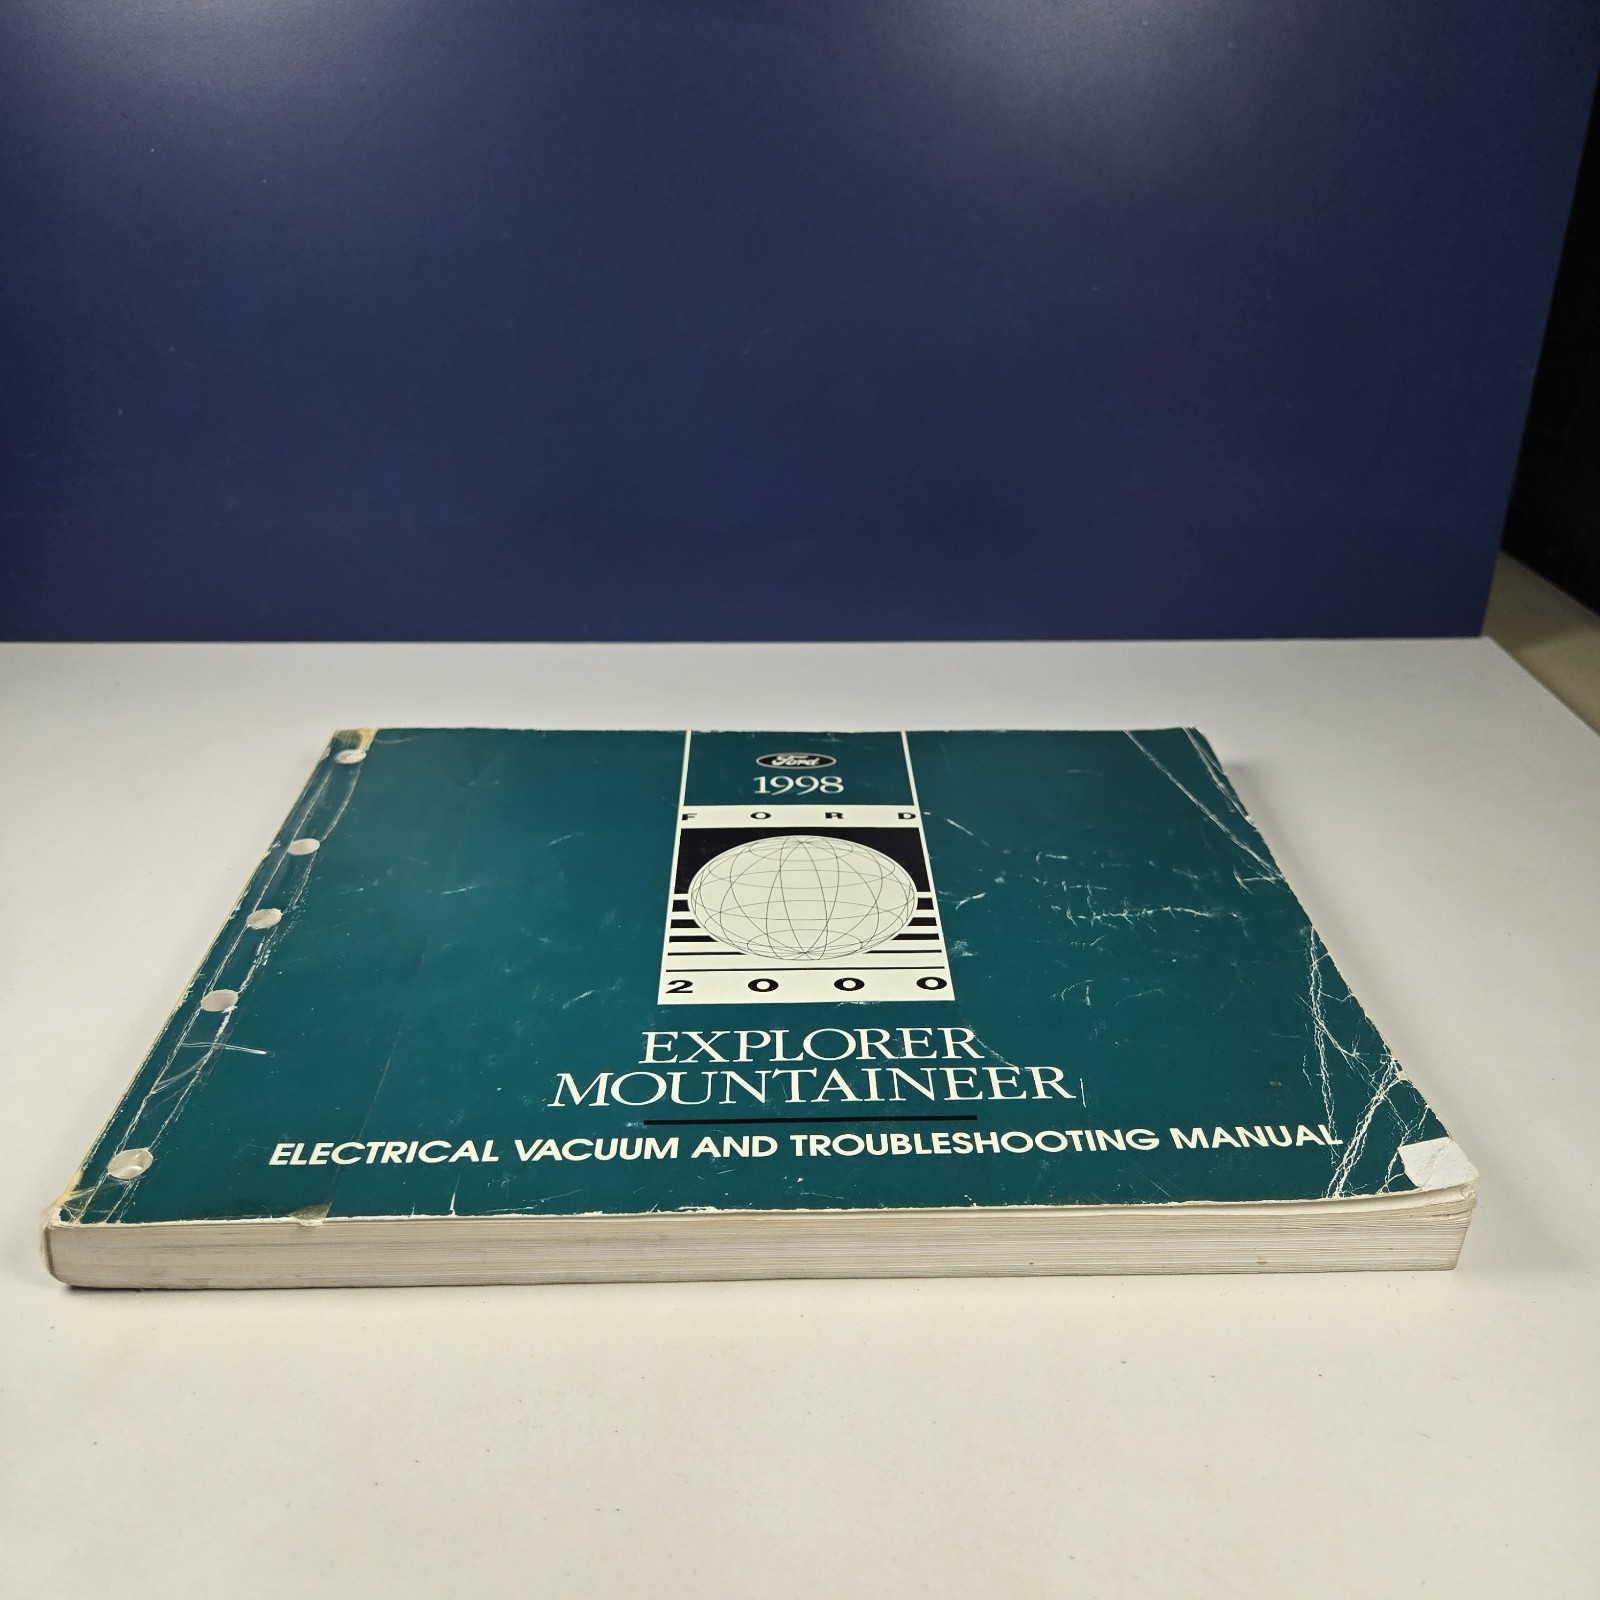 Ford
1998
FORD
2000
EXPLORER
MOUNTAINEER
ELECTRICAL VACUUM AND TROUBLESHOOTING MANUAL